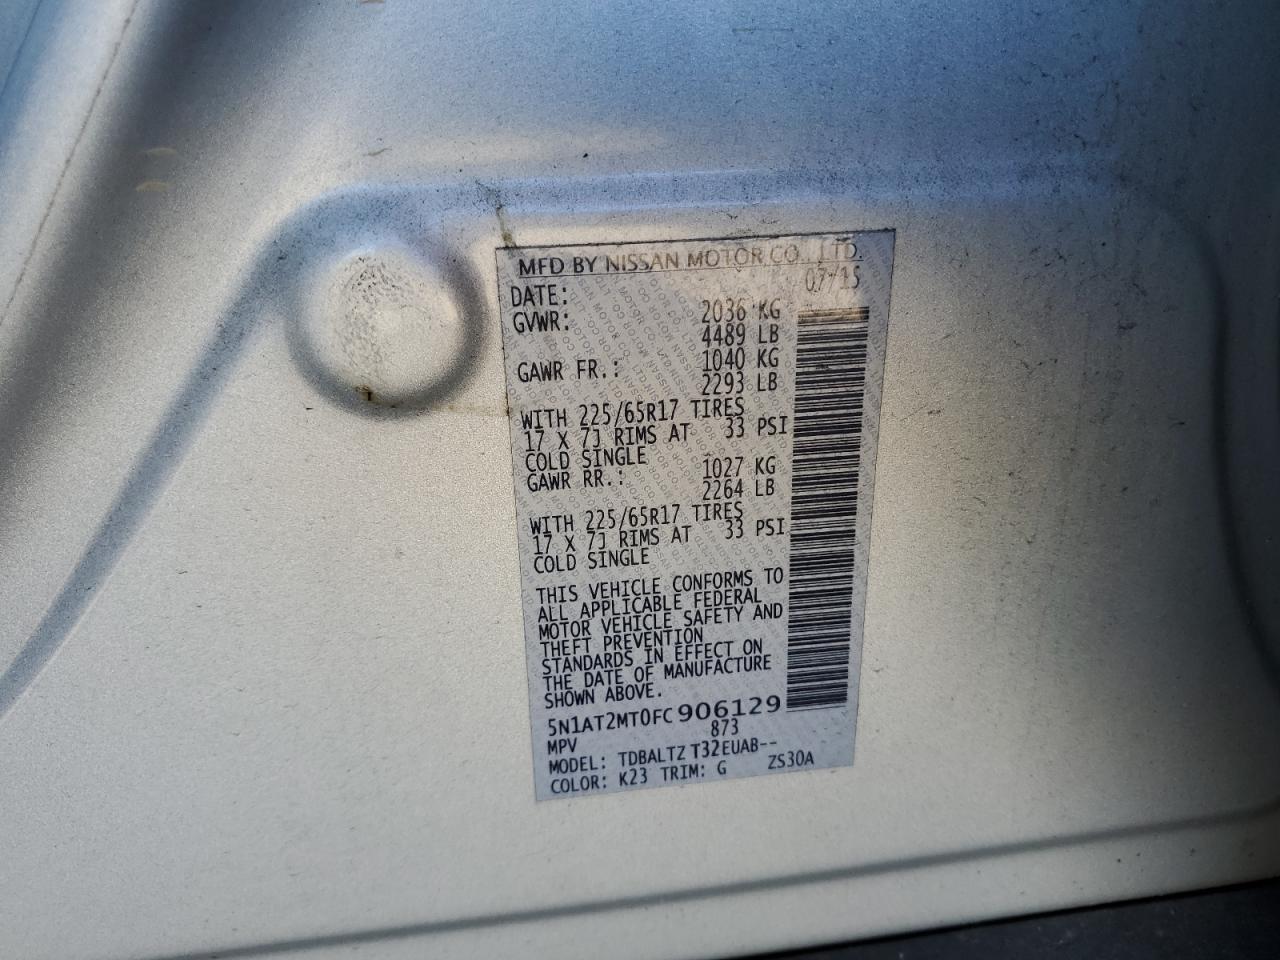 MFD BY NISSAN MOTOR CO., LTD.
DATE: 07/15
GVWR: 2036 KG
4489 LB
GAWR FR.: 1040 KG
2293 LB
WITH 225/65R17 TIRES
17 X 7J RIMS AT 33 PSI
COLD SINGLE
GAWR RR.: 1027 KG
2264 LB
WITH 225/65R17 TIRES
17 X 7J RIMS AT 33 PSI
COLD SINGLE
THIS VEHICLE CONFORMS TO
ALL APPLICABLE FEDERAL
MOTOR VEHICLE SAFETY AND
THEFT PREVENTION
STANDARDS IN EFFECT ON
THE DATE OF MANUFACTURE
SHOWN ABOVE.
5N1AT2MT0FC906129
MPV 873
MODEL: TDBALTZ T32EUAB--
COLOR: K23 TRIM: G ZS30A